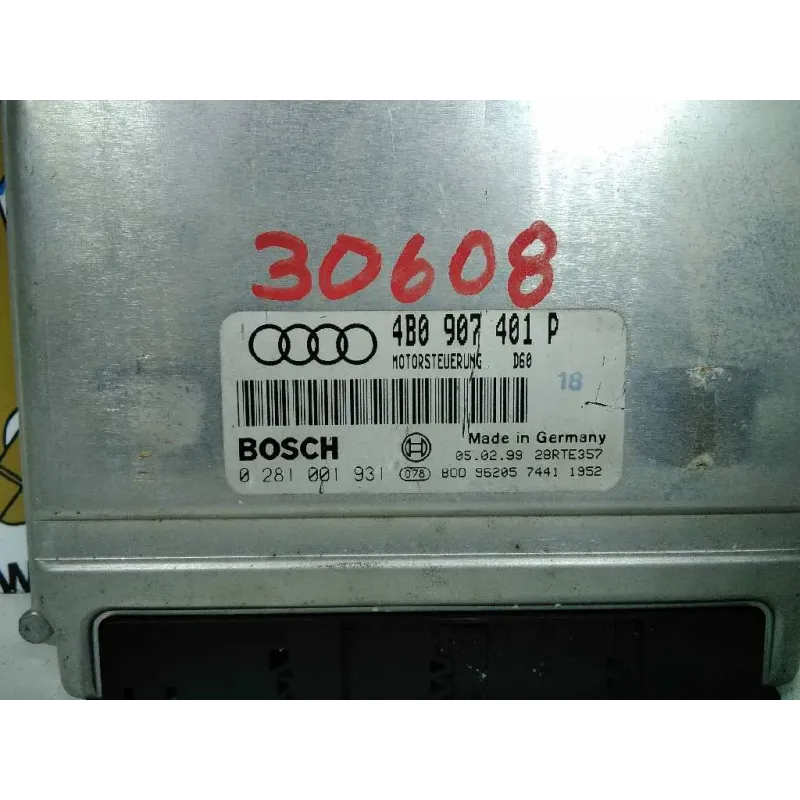 30608
4B0 907 401 P
MOTORSTEUERUNG D60
18
BOSCH
Made in Germany
05.02.99 28RTE357
0 281 001 931 078 800 96205 7441 1952
W